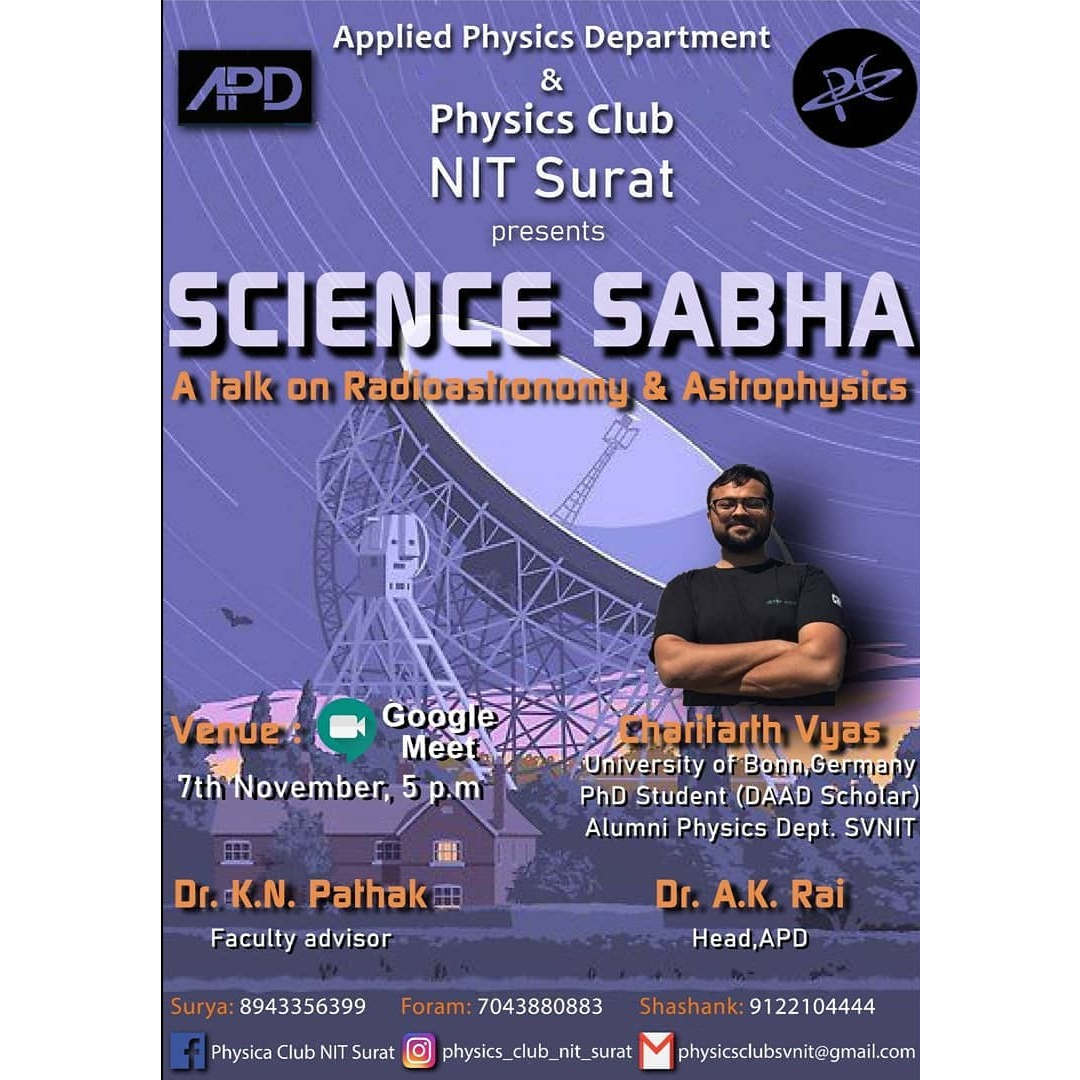 Applied Physics Department
&
Physics Club
NIT Surat
presents
APD
SCIENCE SABHA
A talk on Radioastronomy & Astrophysics
Venue :
Google
Meet
7th November, 5 p.m
Charitarth Vyas
University of Bonn,Germany
PhD Student (DAAD Scholar)
Alumni Physics Dept. SVNIT
Dr. K.N. Pathak
Faculty advisor
Dr. A.K. Rai
Head,APD
Surya: 8943356399 Foram: 7043880883 Shashank: 9122104444
Physica Club NIT Surat physics_club_nit_surat physicsclubsvnit@gmail.com